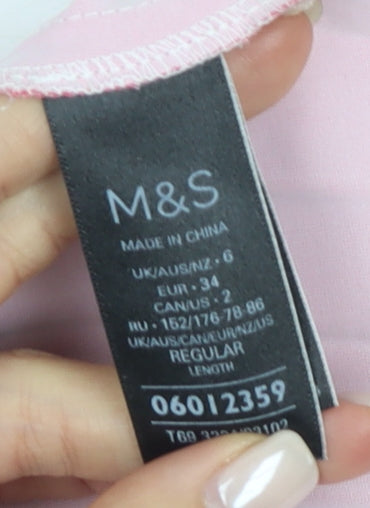 M&S
MADE IN CHINA
UK/AUS/NZ · 6
EUR · 34
CAN/US · 2
RU · 152/176-78-86
UK/AUS/CAN/EUR/NZ/US
REGULAR
LENGTH
06012359
T69